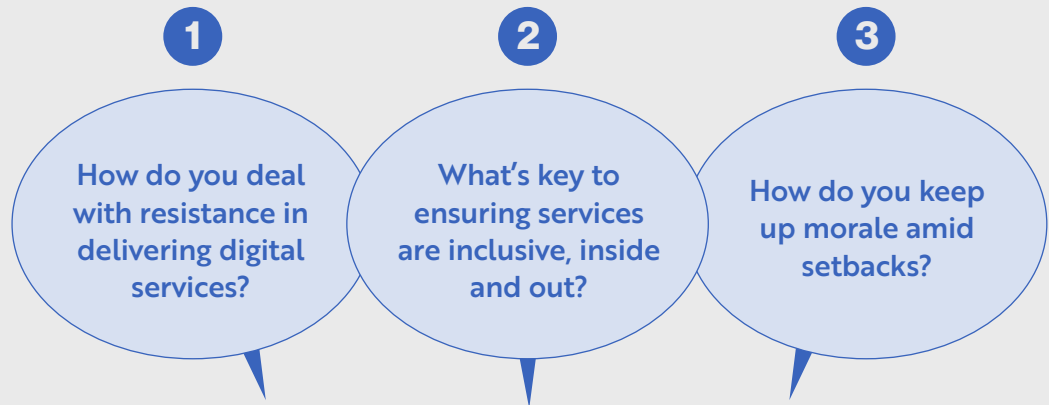 1
How do you deal
with resistance in
delivering digital
services?
2
What's key to
ensuring services
are inclusive, inside
and out?
3
How do you keep
up morale amid
setbacks?